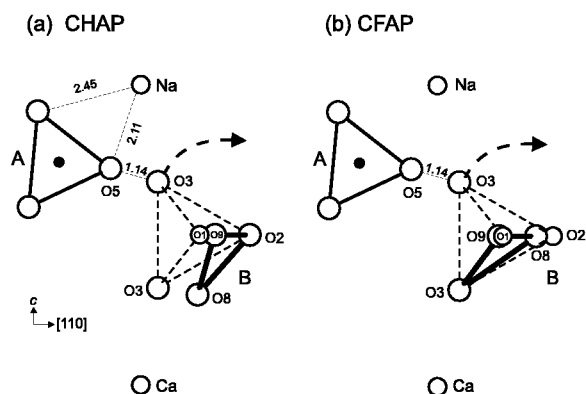 (a) CHAP
(b) CFAP
Na
2.45
2.11
A
O5
1.14
O3
O1
O9
O2
O3
O8
B
Ca
c
[110]
Na
A
O5
1.14
O3
O9
O1
O8
O2
O3
B
Ca